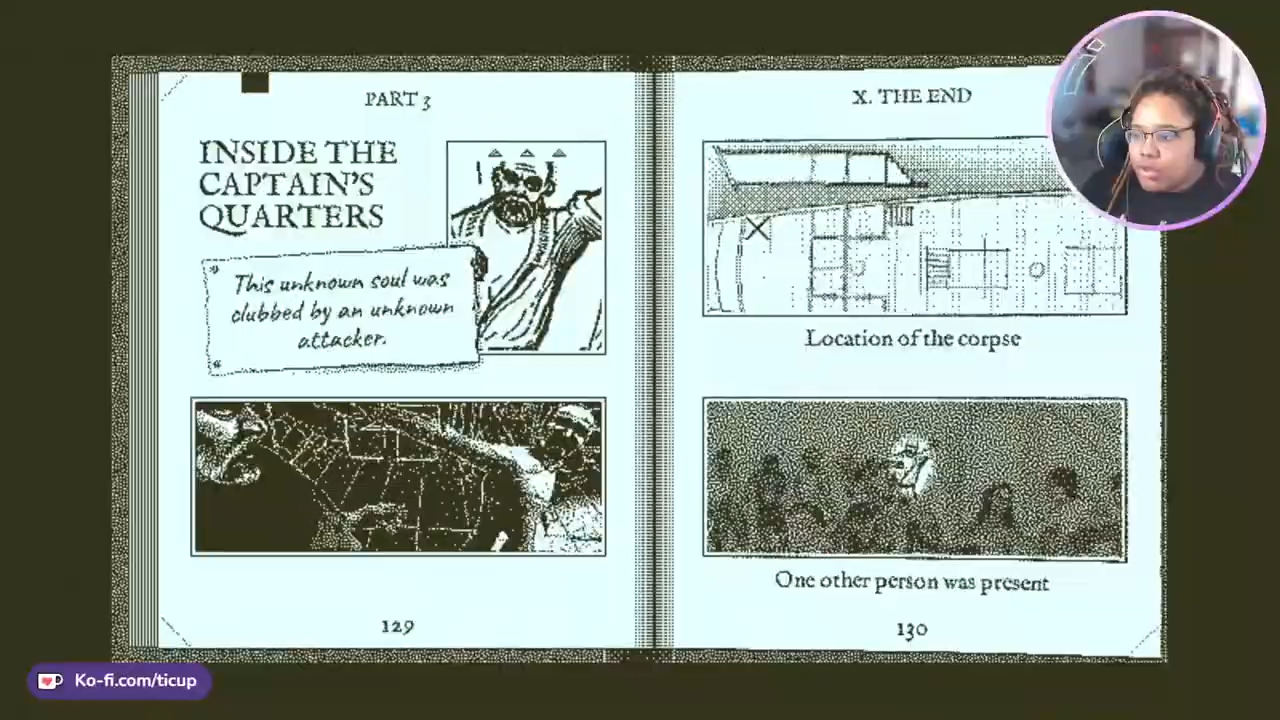 PART 3
INSIDE THE
CAPTAIN'S
QUARTERS
This unknown soul was
clubbed by an unknown
attacker.
129
X. THE END
Location of the corpse
One other person was present
130
Ko-fi.com/ticup